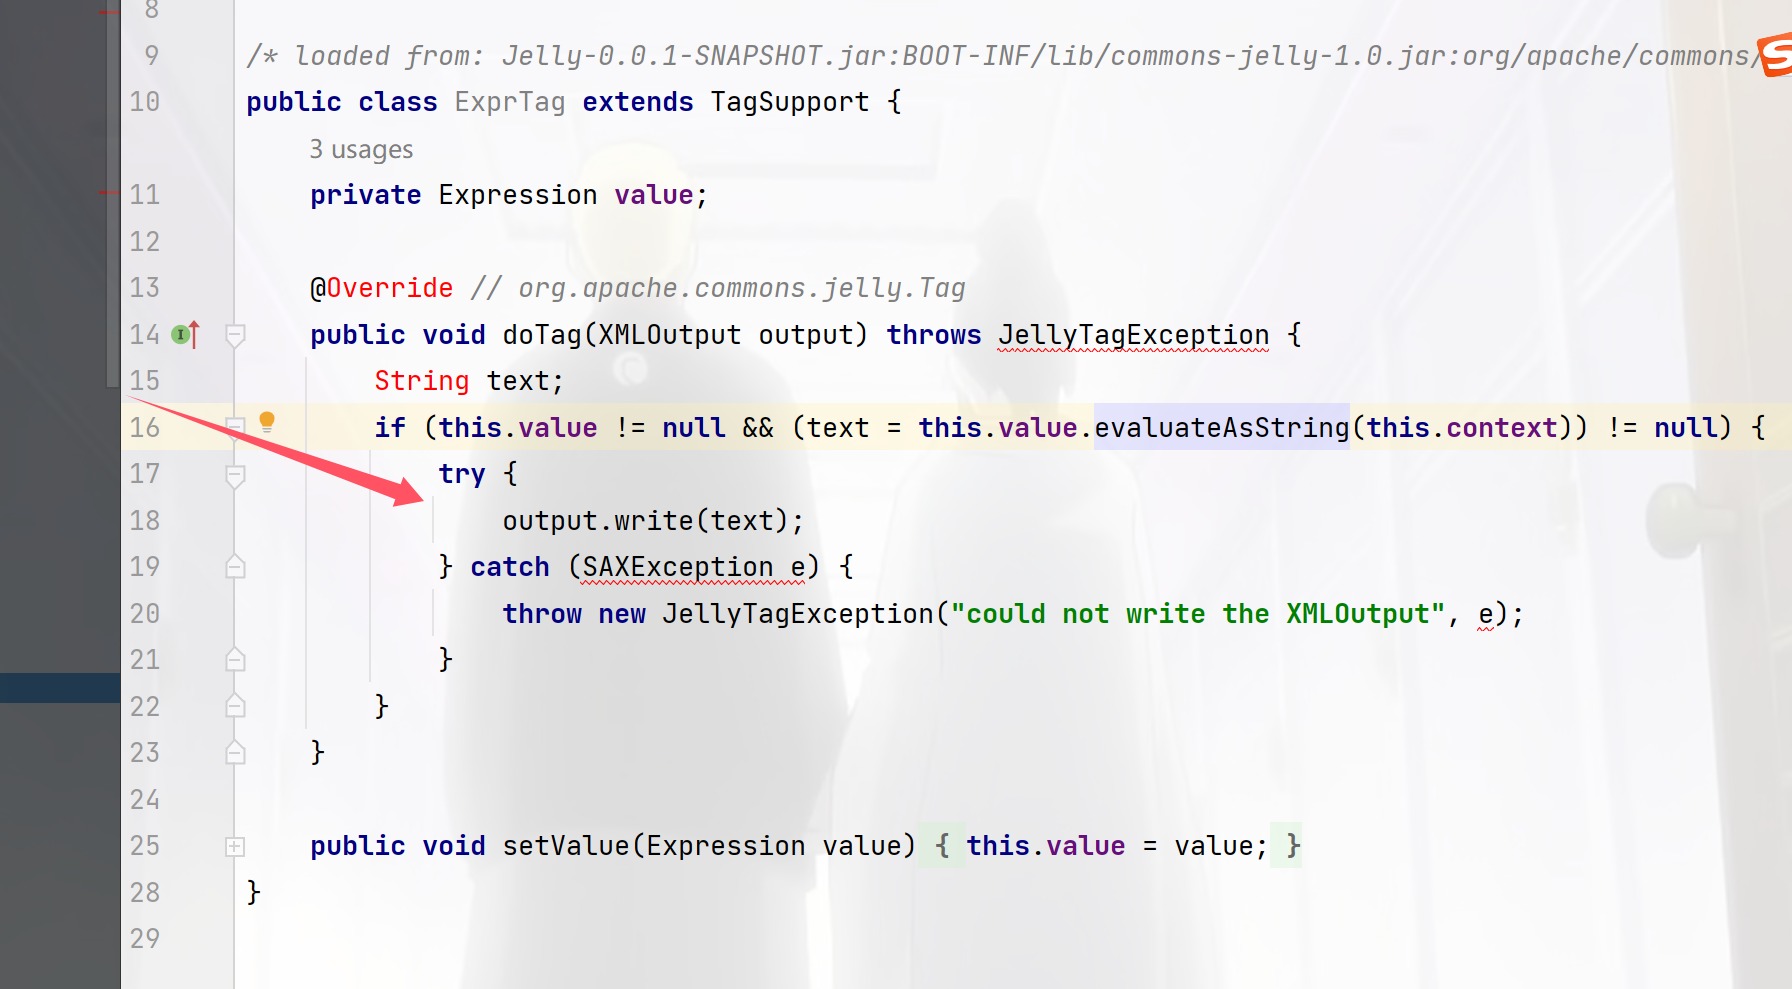 8
9 /* loaded from: Jelly-0.0.1-SNAPSHOT.jar:BOOT-INF/lib/commons-jelly-1.0.jar:org/apache/commons/
10 public class ExprTag extends TagSupport {
3 usages
11 private Expression value;
12
13 @Override // org.apache.commons.jelly.Tag
14 public void doTag(XMLOutput output) throws JellyTagException {
15 String text;
16 if (this.value != null && (text = this.value.evaluateAsString(this.context)) != null) {
17 try {
18 output.write(text);
19 } catch (SAXException e) {
20 throw new JellyTagException("could not write the XMLOutput", e);
21 }
22 }
23 }
24
25 public void setValue(Expression value) { this.value = value; }
28 }
29